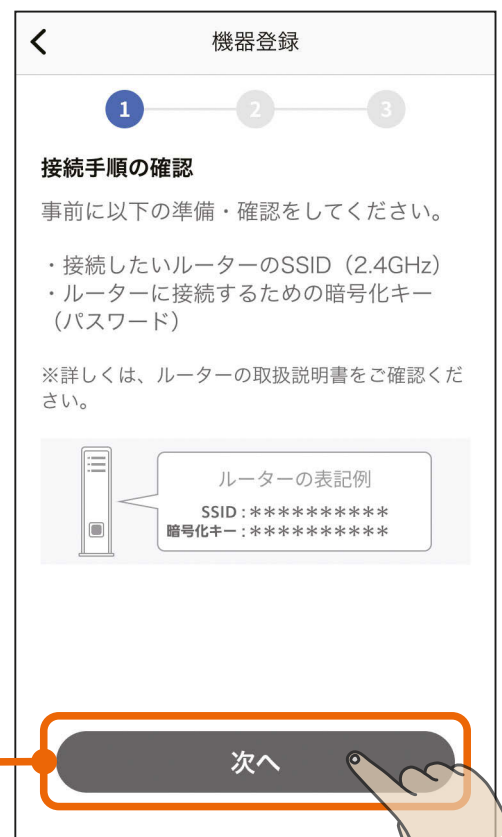 機器登録
1 2 3
接続手順の確認
事前に以下の準備・確認をしてください。
・接続したいルーターのSSID（2.4GHz）
・ルーターに接続するための暗号化キー
（パスワード）
※詳しくは、ルーターの取扱説明書をご確認くだ
さい。
ルーターの表記例
SSID：**********
暗号化キー：**********
次へ